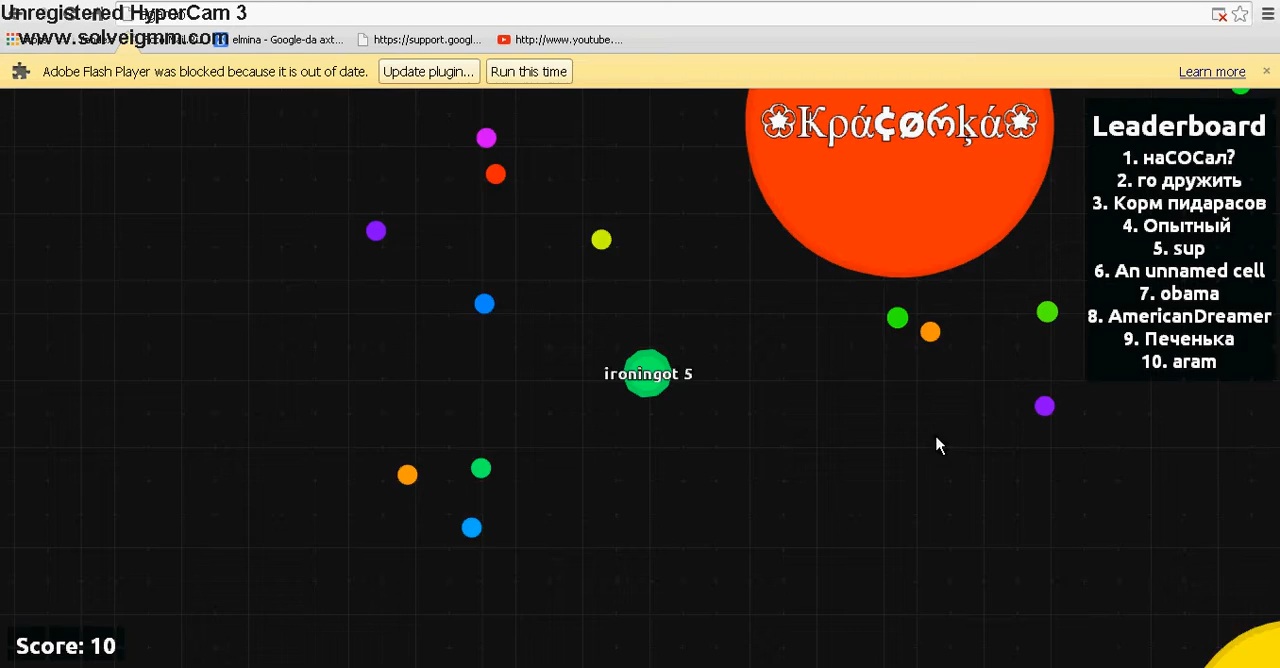 Unregistered HyperCam 3
www.solveigmm.com
elmina - Google-da axt...
https://support.googl...
http://www.youtube....
Adobe Flash Player was blocked because it is out of date.
Update plugin...
Run this time
Learn more
Leaderboard
1. наСОСал?
2. го дружить
3. Корм пидарасов
4. Опытный
5. sup
6. An unnamed cell
7. obama
8. AmericanDreamer
9. Печенька
10. aram
ironingot 5
Score: 10